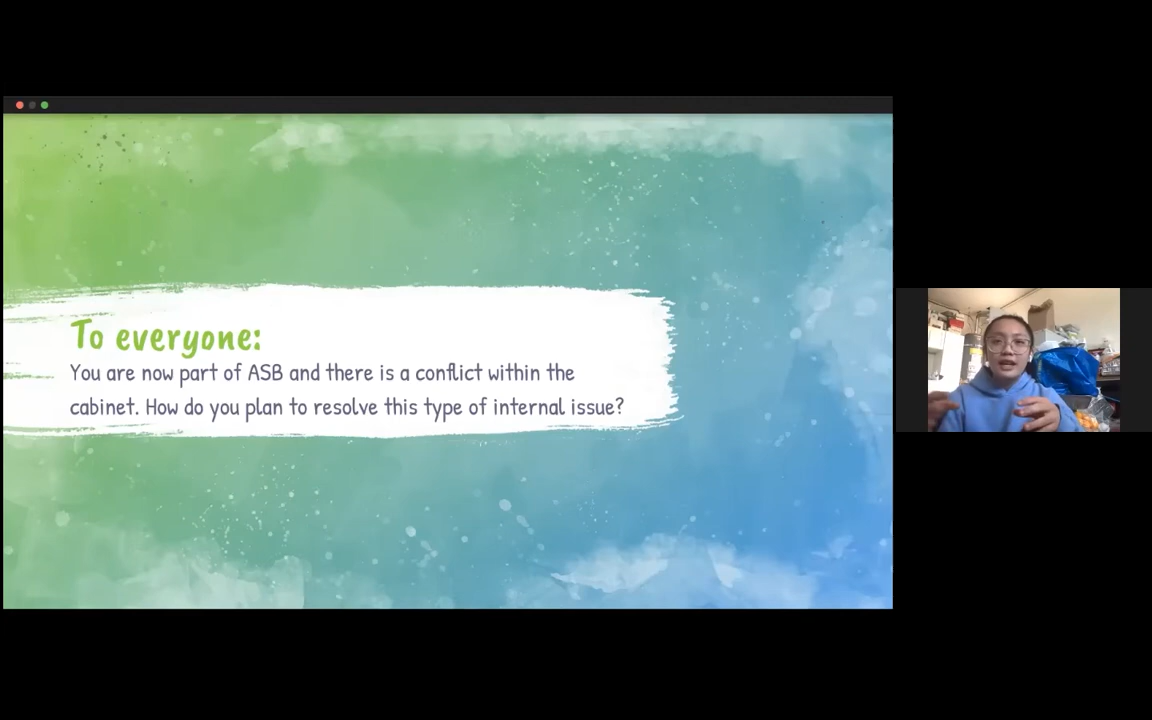 To everyone:
You are now part of ASB and there is a conflict within the
cabinet. How do you plan to resolve this type of internal issue?